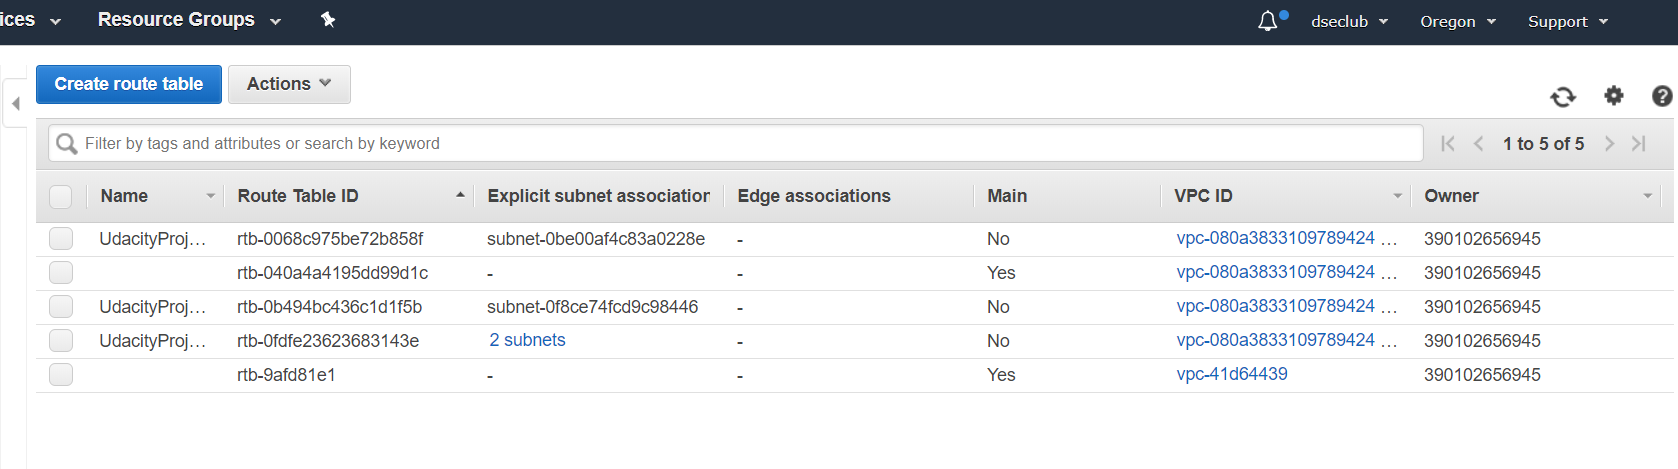 ices Resource Groups dseclub Oregon Support
Create route table Actions
Filter by tags and attributes or search by keyword 1 to 5 of 5
Name Route Table ID Explicit subnet association Edge associations Main VPC ID Owner
UdacityProj… rtb-0068c975be72b858f subnet-0be00af4c83a0228e - No vpc-080a3833109789424 … 390102656945
rtb-040a4a4195dd99d1c - - Yes vpc-080a3833109789424 … 390102656945
UdacityProj… rtb-0b494bc436c1d1f5b subnet-0f8ce74fcd9c98446 - No vpc-080a3833109789424 … 390102656945
UdacityProj… rtb-0fdfe23623683143e 2 subnets - No vpc-080a3833109789424 … 390102656945
rtb-9afd81e1 - - Yes vpc-41d64439 390102656945